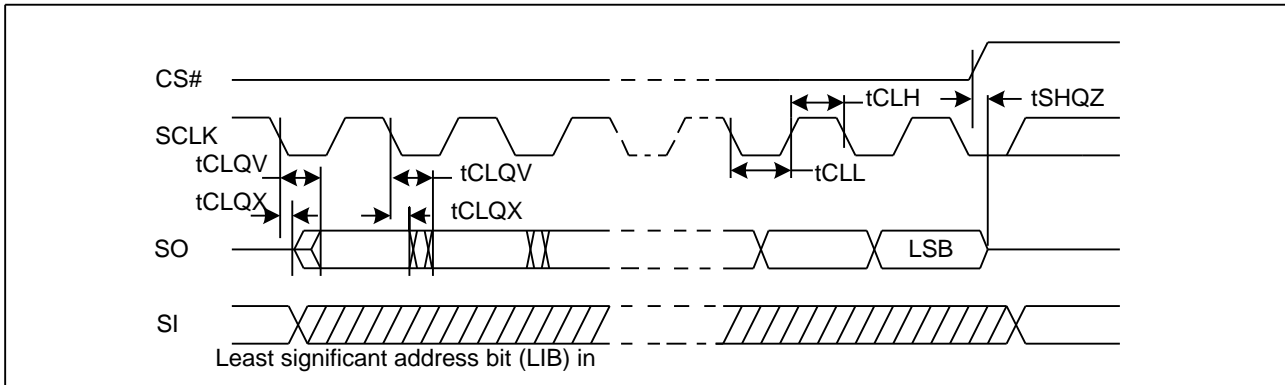 CS#
tCLH
tSHQZ
SCLK
tCLQV
tCLQV
tCLL
tCLQX
tCLQX
SO
LSB
SI
Least significant address bit (LIB) in